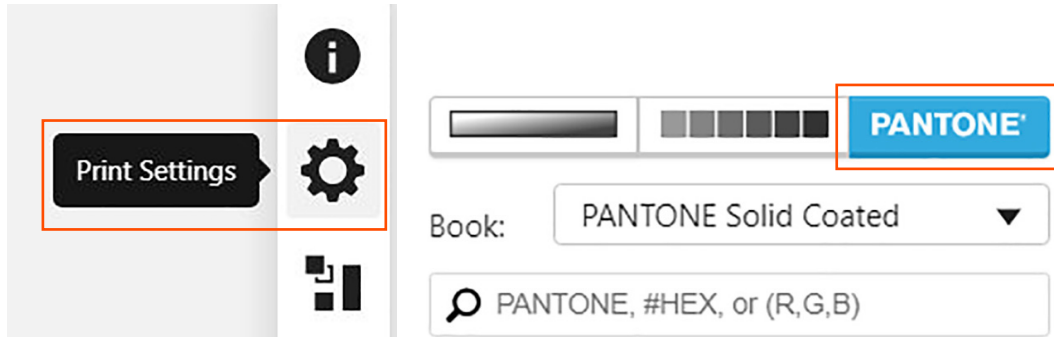 Print Settings
PANTONE®
Book:
PANTONE Solid Coated
PANTONE, #HEX, or (R,G,B)